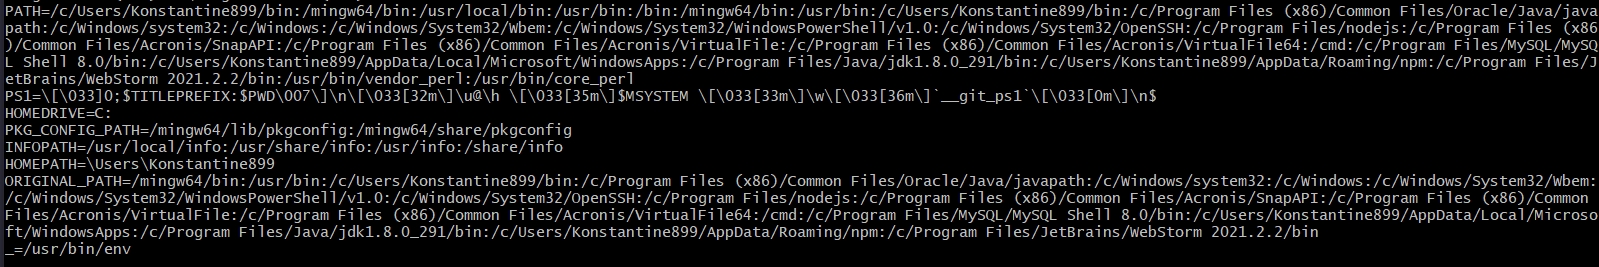 PATH=/c/Users/Konstantine899/bin:/mingw64/bin:/usr/local/bin:/usr/bin:/bin:/mingw64/bin:/usr/bin:/c/Users/Konstantine899/bin:/c/Program Files (x86)/Common Files/Oracle/Java/java
path:/c/Windows/system32:/c/Windows:/c/Windows/System32/Wbem:/c/Windows/System32/WindowsPowerShell/v1.0:/c/Windows/System32/OpenSSH:/c/Program Files/nodejs:/c/Program Files (x86
)/Common Files/Acronis/SnapAPI:/c/Program Files (x86)/Common Files/Acronis/VirtualFile:/c/Program Files (x86)/Common Files/Acronis/VirtualFile64:/cmd:/c/Program Files/MySQL/MySQ
L Shell 8.0/bin:/c/Users/Konstantine899/AppData/Local/Microsoft/WindowsApps:/c/Program Files/Java/jdk1.8.0_291/bin:/c/Users/Konstantine899/AppData/Roaming/npm:/c/Program Files/J
etBrains/WebStorm 2021.2.2/bin:/usr/bin/vendor_perl:/usr/bin/core_perl
PS1=\[\033]0;$TITLEPREFIX:$PWD\007\]\n\[\033[32m\]\u@\h \[\033[35m\]$MSYSTEM \[\033[33m\]\w\[\033[36m\]`__git_ps1`\[\033[0m\]\n$
HOMEDRIVE=C:
PKG_CONFIG_PATH=/mingw64/lib/pkgconfig:/mingw64/share/pkgconfig
INFOPATH=/usr/local/info:/usr/share/info:/usr/info:/share/info
HOMEPATH=\Users\Konstantine899
ORIGINAL_PATH=/mingw64/bin:/usr/bin:/c/Users/Konstantine899/bin:/c/Program Files (x86)/Common Files/Oracle/Java/javapath:/c/Windows/system32:/c/Windows:/c/Windows/System32/Wbem:
/c/Windows/System32/WindowsPowerShell/v1.0:/c/Windows/System32/OpenSSH:/c/Program Files/nodejs:/c/Program Files (x86)/Common Files/Acronis/SnapAPI:/c/Program Files (x86)/Common
Files/Acronis/VirtualFile:/c/Program Files (x86)/Common Files/Acronis/VirtualFile64:/cmd:/c/Program Files/MySQL/MySQL Shell 8.0/bin:/c/Users/Konstantine899/AppData/Local/Microso
ft/WindowsApps:/c/Program Files/Java/jdk1.8.0_291/bin:/c/Users/Konstantine899/AppData/Roaming/npm:/c/Program Files/JetBrains/WebStorm 2021.2.2/bin
_=/usr/bin/env